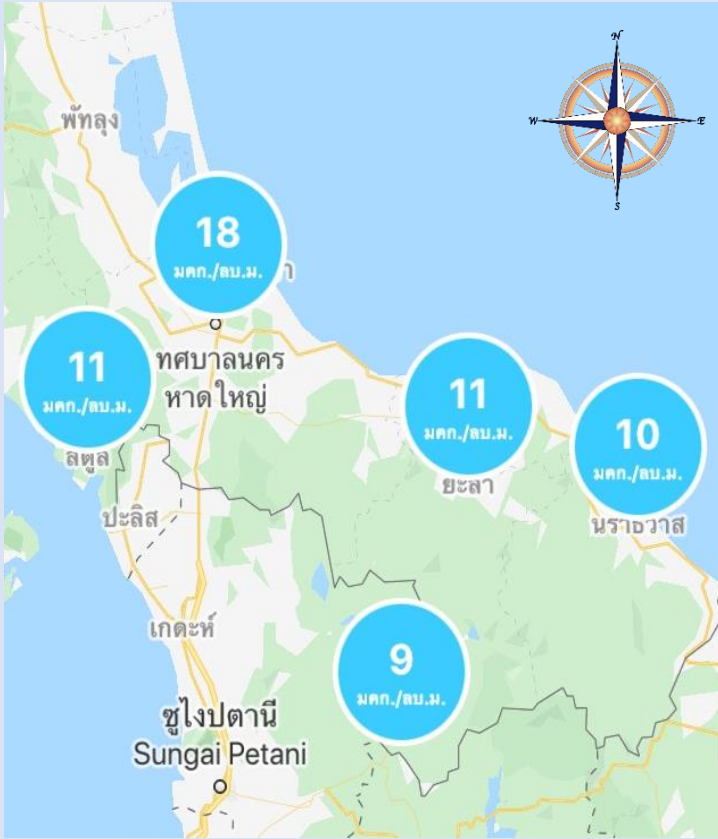 N
W
E
S
พัทลุง
18
มคก./ลบ.ม.
า
11
มคก./ลบ.ม.
ทศบาลนคร
หาดใหญ่
11
มคก./ลบ.ม.
10
มคก./ลบ.ม.
สตูล
ยะลา
นราธิวาส
ปะลิส
เกดะห์
9
มคก./ลบ.ม.
ซูไงปตานี
Sungai Petani